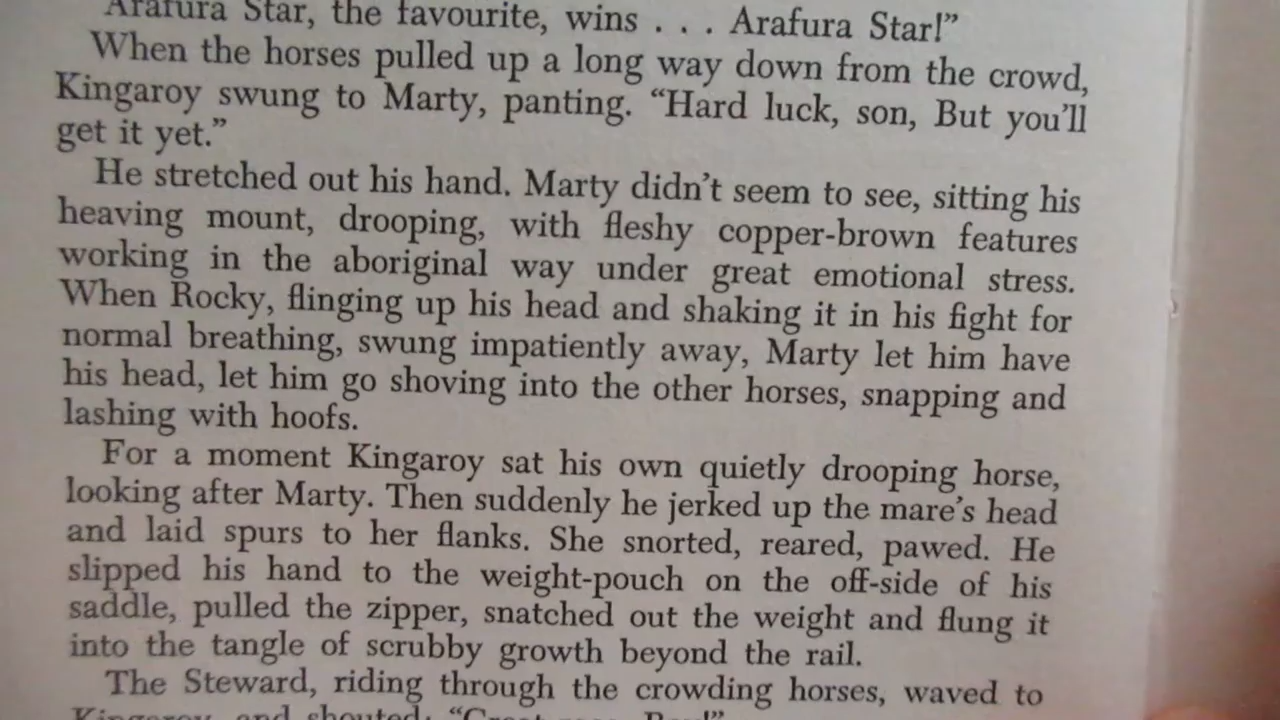 Arafura Star, the favourite, wins . . . Arafura Star!”
When the horses pulled up a long way down from the crowd,
Kingaroy swung to Marty, panting. “Hard luck, son, But you’ll
get it yet.”
He stretched out his hand. Marty didn’t seem to see, sitting his
heaving mount, drooping, with fleshy copper-brown features
working in the aboriginal way under great emotional stress.
When Rocky, flinging up his head and shaking it in his fight for
normal breathing, swung impatiently away, Marty let him have
his head, let him go shoving into the other horses, snapping and
lashing with hoofs.
For a moment Kingaroy sat his own quietly drooping horse,
looking after Marty. Then suddenly he jerked up the mare’s head
and laid spurs to her flanks. She snorted, reared, pawed. He
slipped his hand to the weight-pouch on the off-side of his
saddle, pulled the zipper, snatched out the weight and flung it
into the tangle of scrubby growth beyond the rail.
The Steward, riding through the crowding horses, waved to
Kingaroy, and shouted: “Great